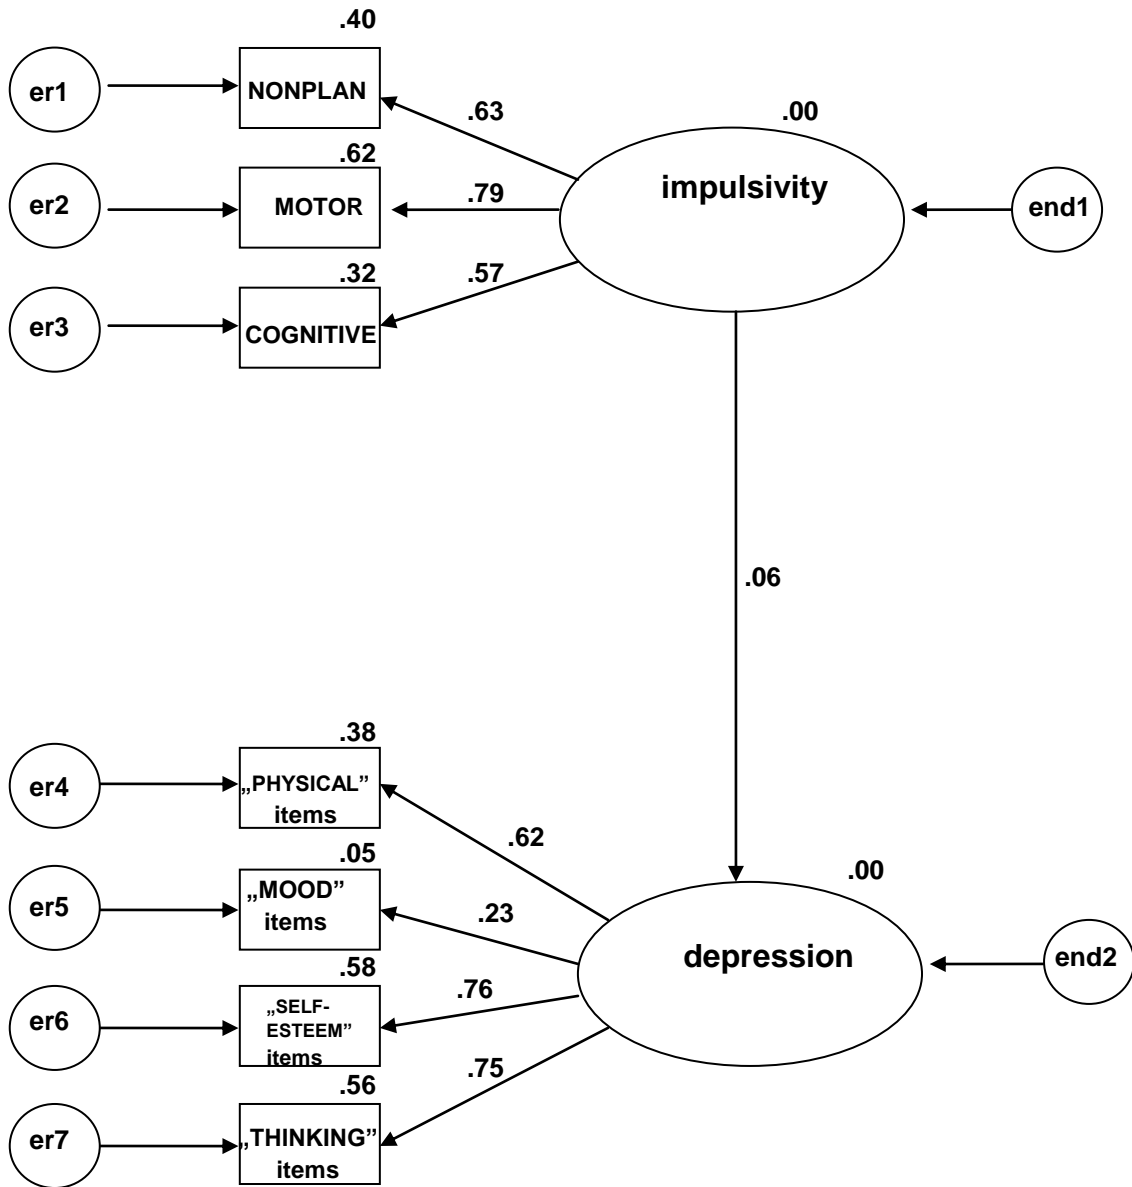 .40
er1
NONPLAN
.63
.00
.62
er2
MOTOR
.79
impulsivity
end1
.32
er3
COGNITIVE
.57
.06
.38
er4
„PHYSICAL”
items
.62
.05
er5
„MOOD”
items
.23
.00
depression
end2
.58
er6
„SELF-
ESTEEM”
items
.76
.56
er7
„THINKING”
items
.75